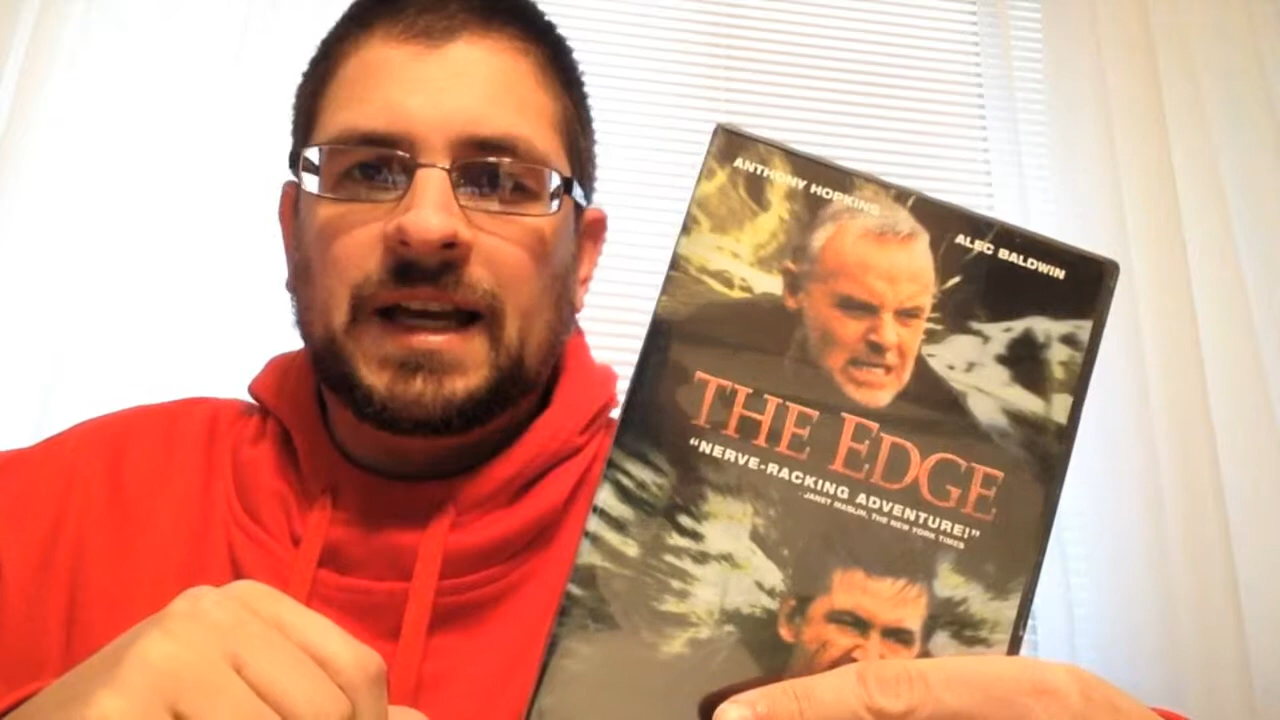 ANTHONY HOPKINS
ALEC BALDWIN
THE EDGE
"NERVE-RACKING ADVENTURE!"
- JANET MASLIN, THE NEW YORK TIMES